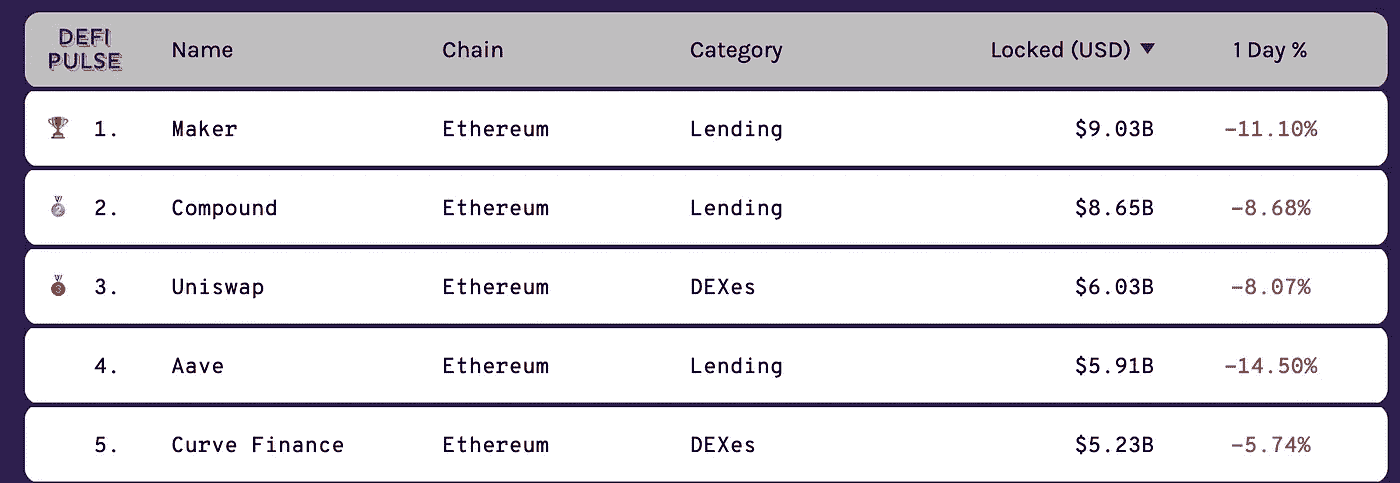 DEFI PULSE Name Chain Category Locked (USD) ▼ 1 Day %
1. Maker Ethereum Lending $9.03B -11.10%
2 2. Compound Ethereum Lending $8.65B -8.68%
3 3. Uniswap Ethereum DEXes $6.03B -8.07%
4. Aave Ethereum Lending $5.91B -14.50%
5. Curve Finance Ethereum DEXes $5.23B -5.74%